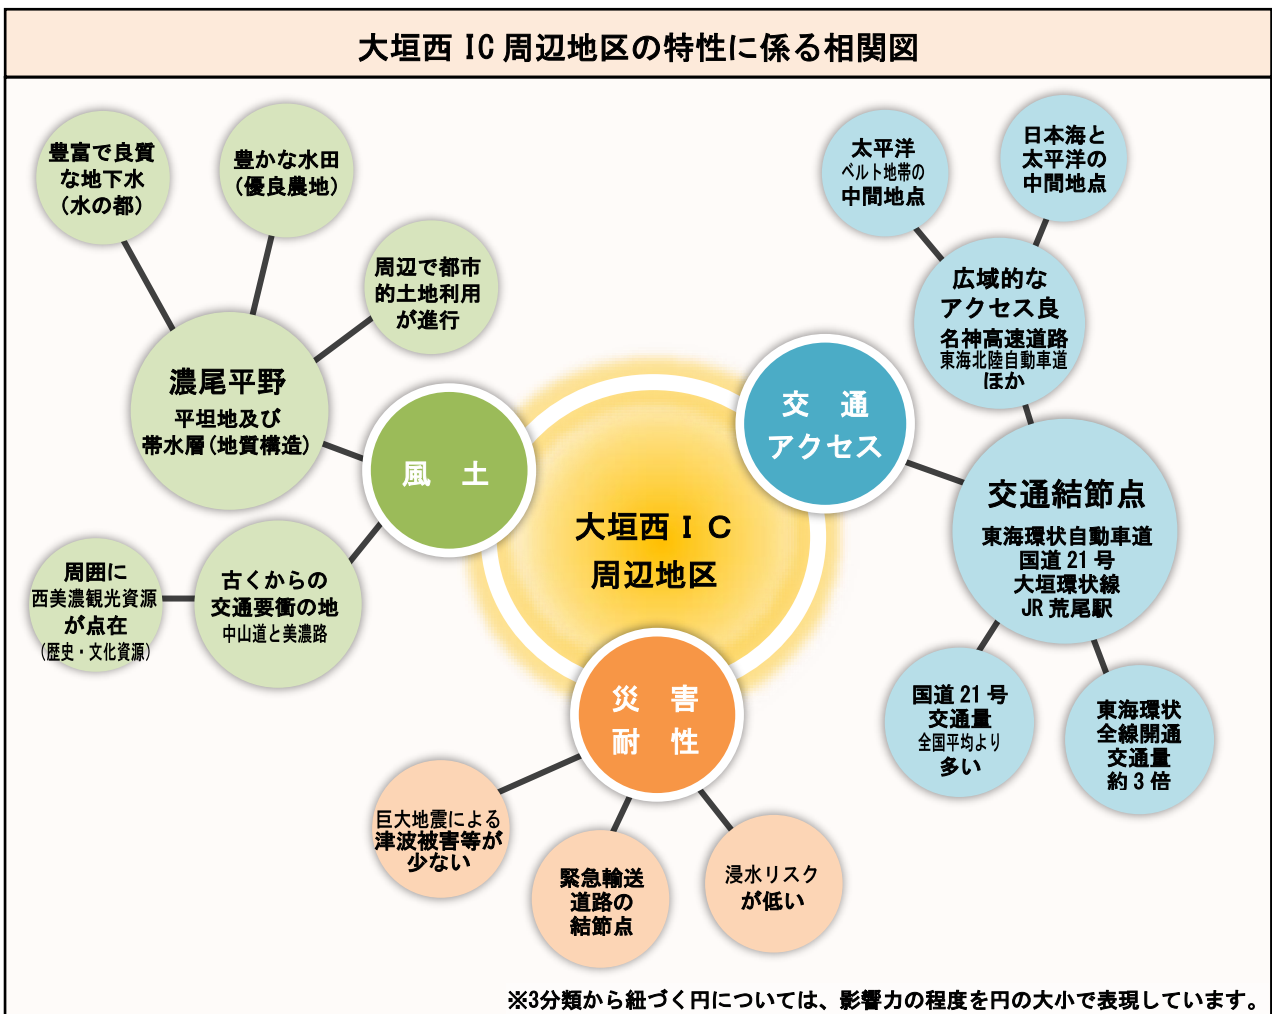 大垣西 IC 周辺地区の特性に係る相関図
豊富で良質
な地下水
（水の都）
豊かな水田
（優良農地）
周辺で都市
的土地利用
が進行
濃尾平野
平坦地及び
帯水層（地質構造）
風　土
周囲に
西美濃観光資源
が点在
（歴史・文化資源）
古くからの
交通要衝の地
中山道と美濃路
大垣西ＩＣ
周辺地区
太平洋
ベルト地帯の
中間地点
日本海と
太平洋の
中間地点
広域的な
アクセス良
名神高速道路
東海北陸自動車道
ほか
交　通
アクセス
交通結節点
東海環状自動車道
国道 21 号
大垣環状線
JR 荒尾駅
国道 21 号
交通量
全国平均より
多い
東海環状
全線開通
交通量
約 3 倍
災　害
耐　性
巨大地震による
津波被害等が
少ない
緊急輸送
道路の
結節点
浸水リスク
が低い
※3分類から紐づく円については、影響力の程度を円の大小で表現しています。